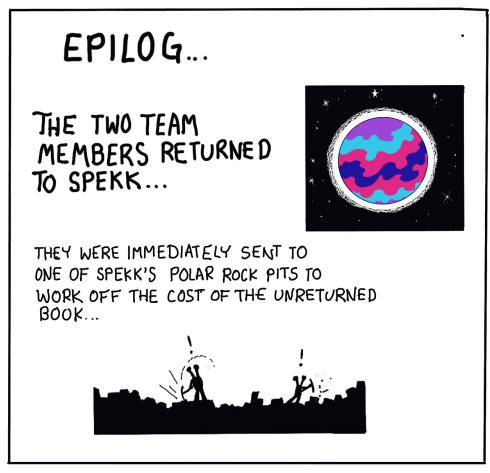 EPILOG...
THE TWO TEAM
MEMBERS RETURNED
TO SPEKK...
THEY WERE IMMEDIATELY SENT TO
ONE OF SPEKK'S POLAR ROCK PITS TO
WORK OFF THE COST OF THE UNRETURNED
BOOK...
! !